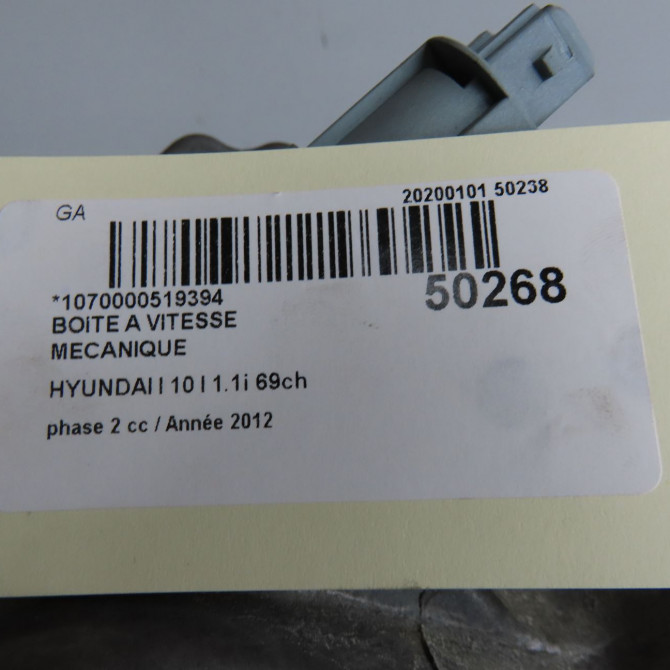 GA
20200101 50238
*1070000519394
50268
BOITE A VITESSE
MECANIQUE
HYUNDAI I 10 I 1.1i 69ch
phase 2 cc / Année 2012